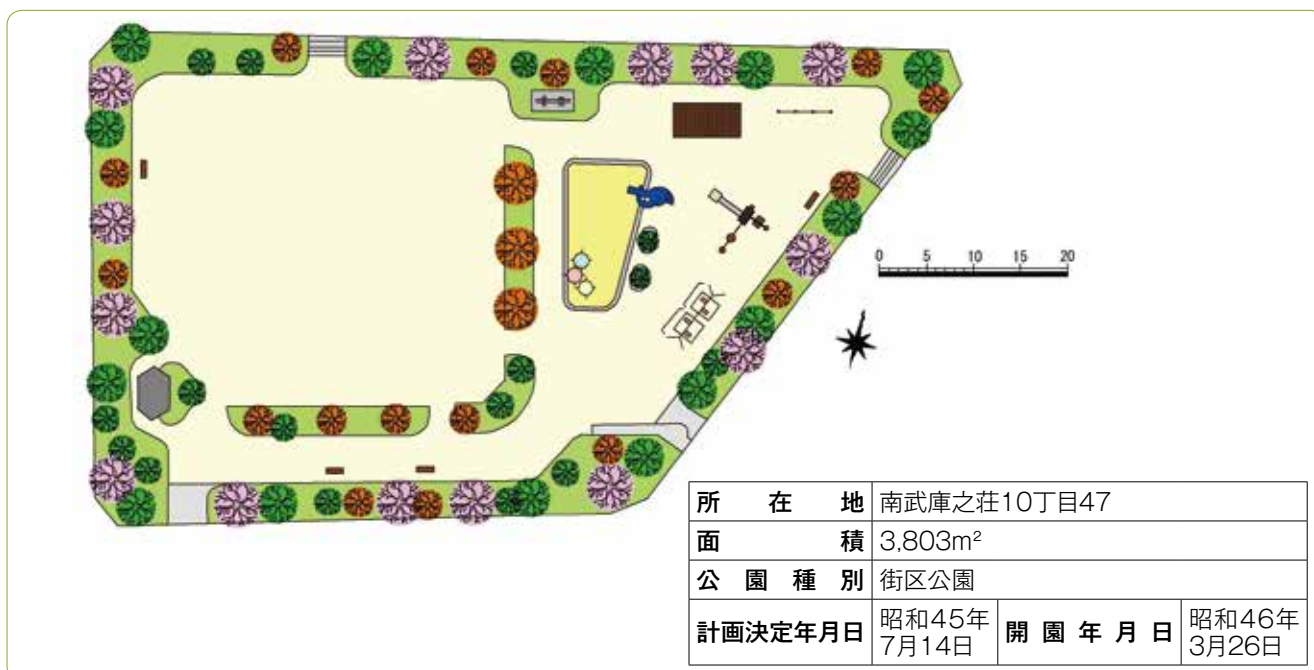 0 5 10 15 20
所在地 南武庫之荘10丁目47
面積 3,803m²
公園種別 街区公園
計画決定年月日 昭和45年7月14日 開園年月日 昭和46年3月26日